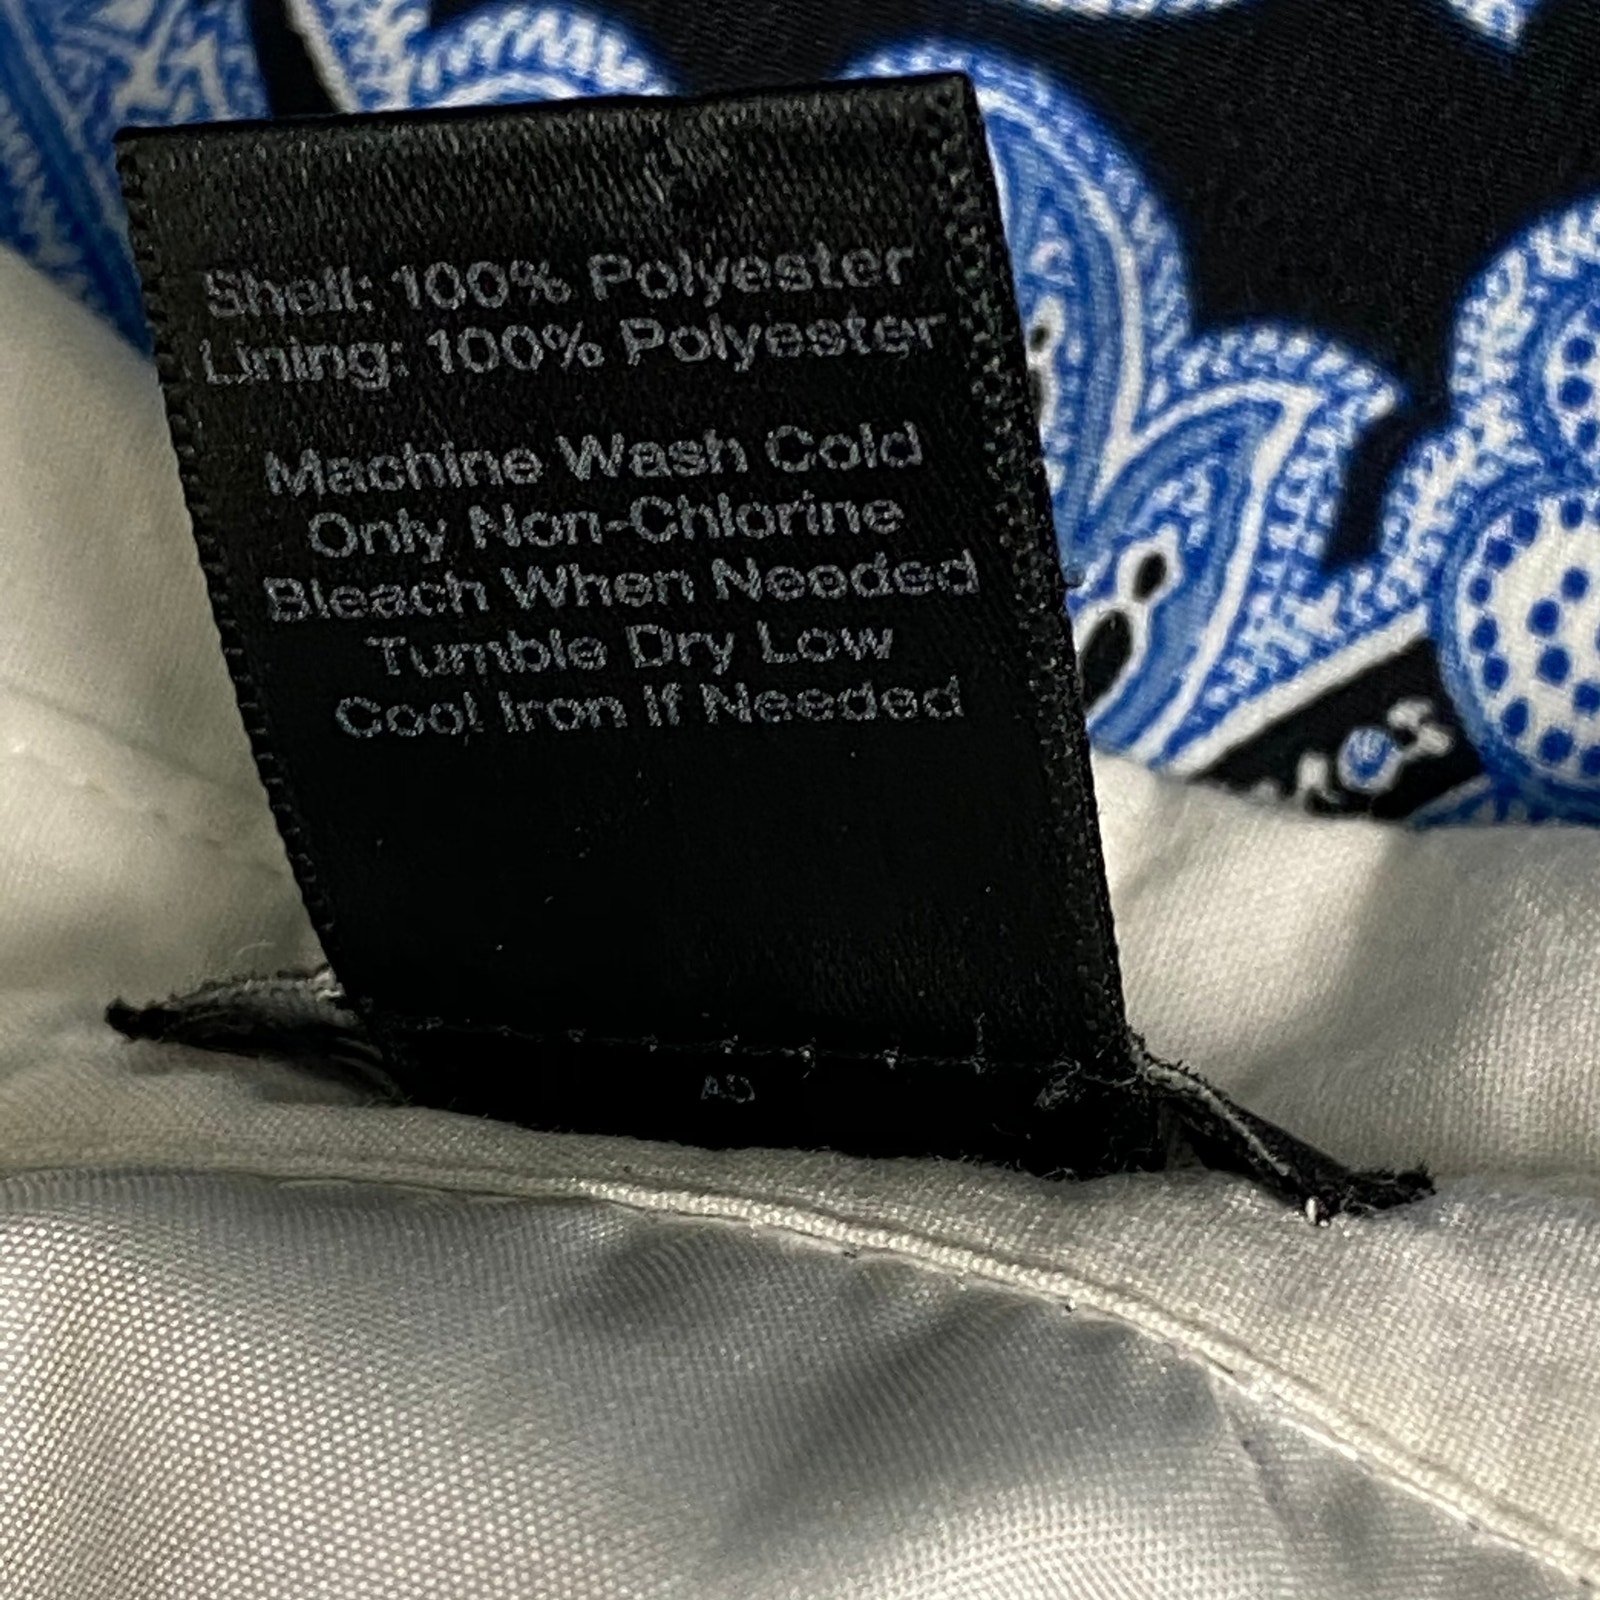 Shell: 100% Polyester
Lining: 100% Polyester
Machine Wash Cold
Only Non-Chlorine
Bleach When Needed
Tumble Dry Low
Cool Iron If Needed